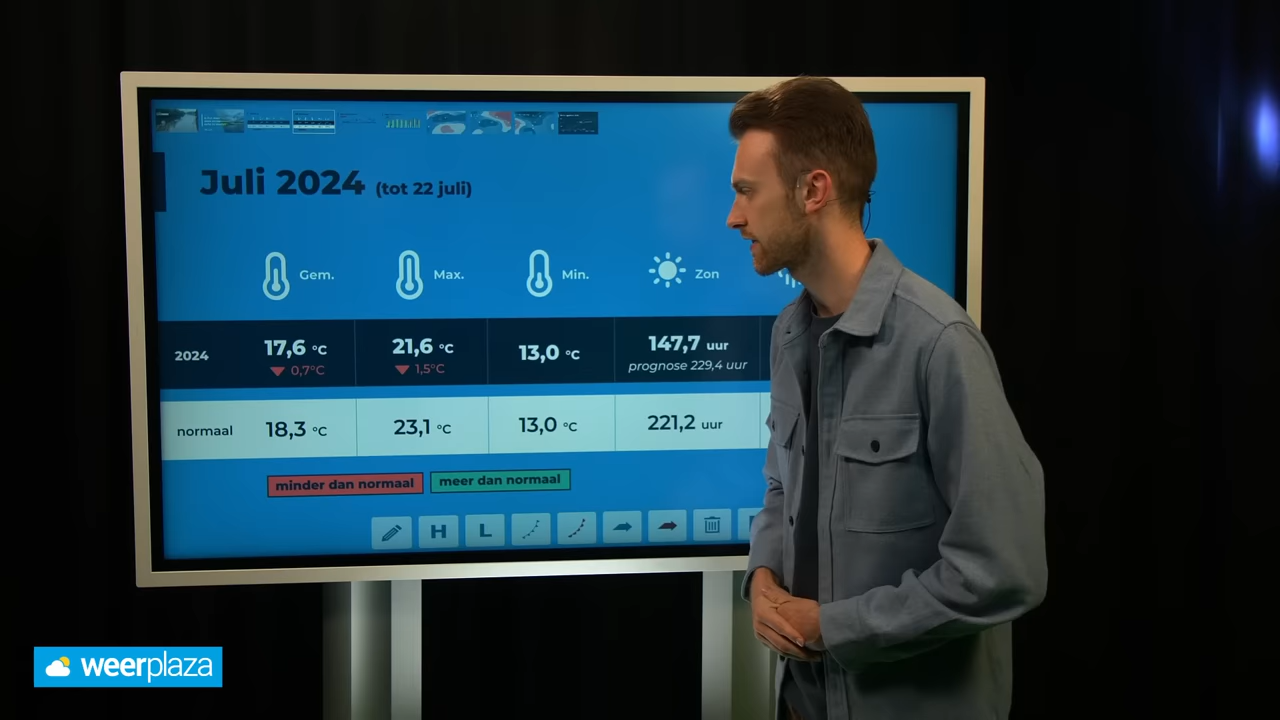 Juli 2024 (tot 22 juli)
Gem. Max. Min. Zon
2024 17,6 °C 21,6 °C 13,0 °C 147,7 uur
0,7°C 1,5°C prognose 229,4 uur
normaal 18,3 °C 23,1 °C 13,0 °C 221,2 uur
minder dan normaal meer dan normaal
H L
weerplaza